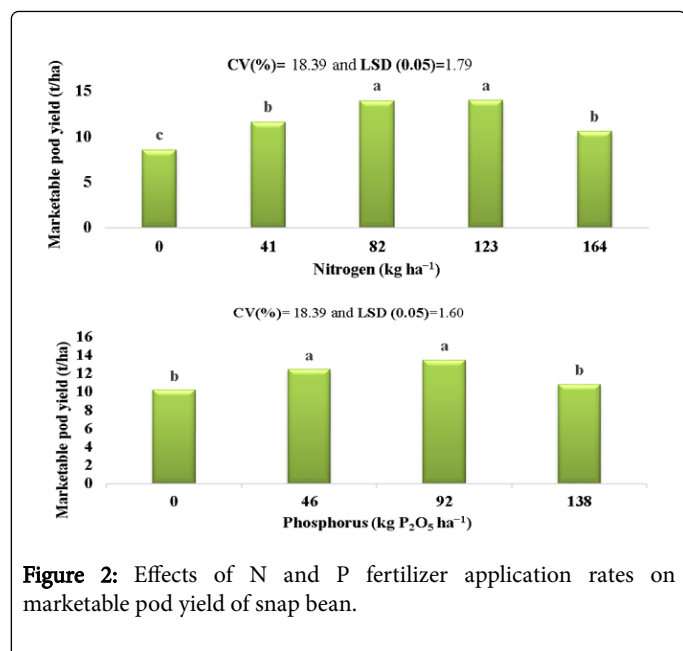 CV(%)= 18.39 and LSD (0.05)=1.79
Marketable pod yield (t/ha)
15
10
5
0
c
b
a
a
b
0 41 82 123 164
Nitrogen (kg ha⁻¹)
CV(%)= 18.39 and LSD (0.05)=1.60
Marketable pod yield (t/ha)
16
14
12
10
8
6
4
2
0
b
a
a
b
0 46 92 138
Phosphorus (kg P₂O₅ ha⁻¹)
Figure 2: Effects of N and P fertilizer application rates on
marketable pod yield of snap bean.